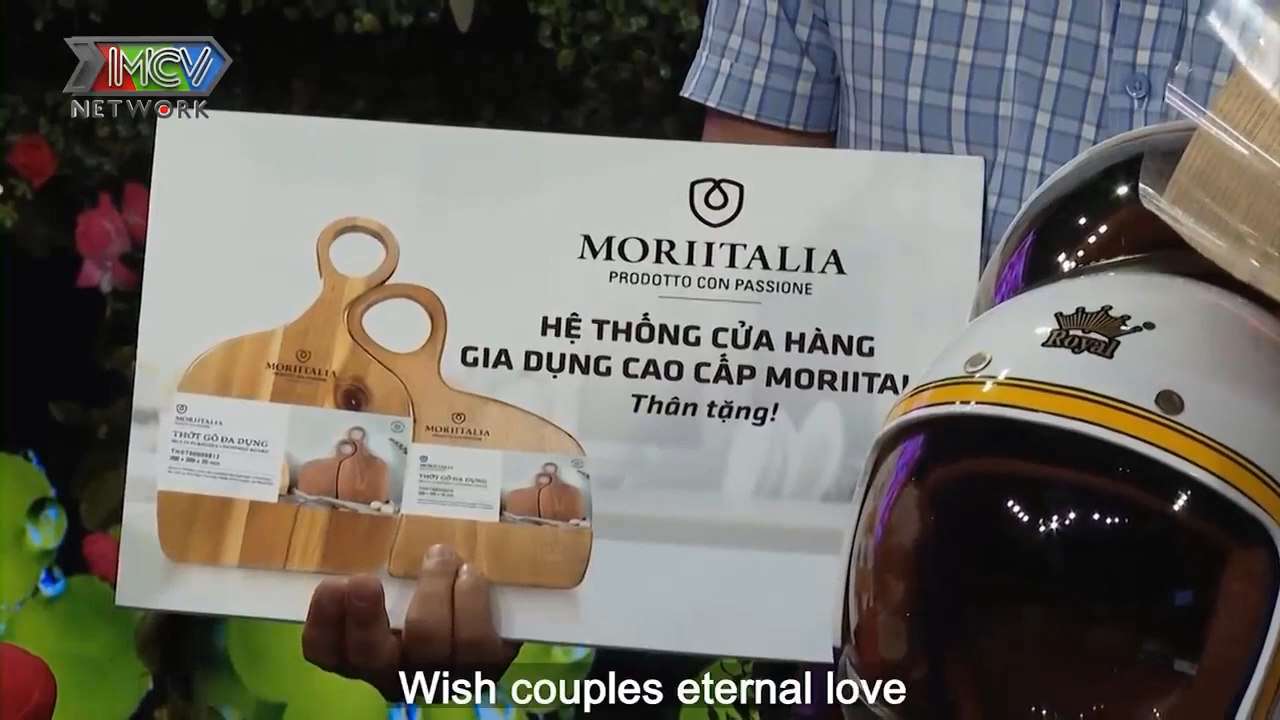 MCV
NETWORK
MORIITALIA
PRODOTTO CON PASSIONE
HỆ THỐNG CỬA HÀNG
GIA DỤNG CAO CẤP MORIITAL
Thân tặng!
MORIITALIA
MORIITALIA
MORIITALIA
THỚT GỖ ĐA DỤNG
MORIITALIA
THỚT GỖ ĐA DỤNG
Royal
Wish couples eternal love